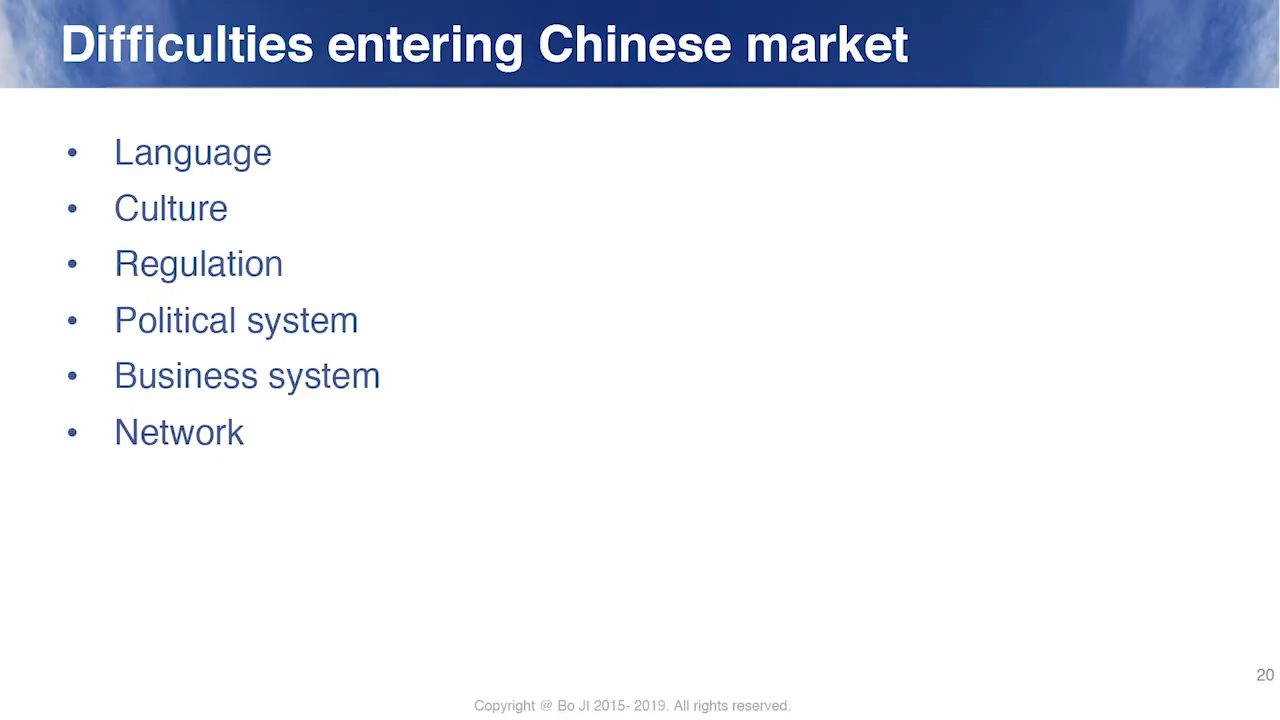 Difficulties entering Chinese market
• Language
• Culture
• Regulation
• Political system
• Business system
• Network
20
Copyright @ Bo JI 2015- 2019. All rights reserved.